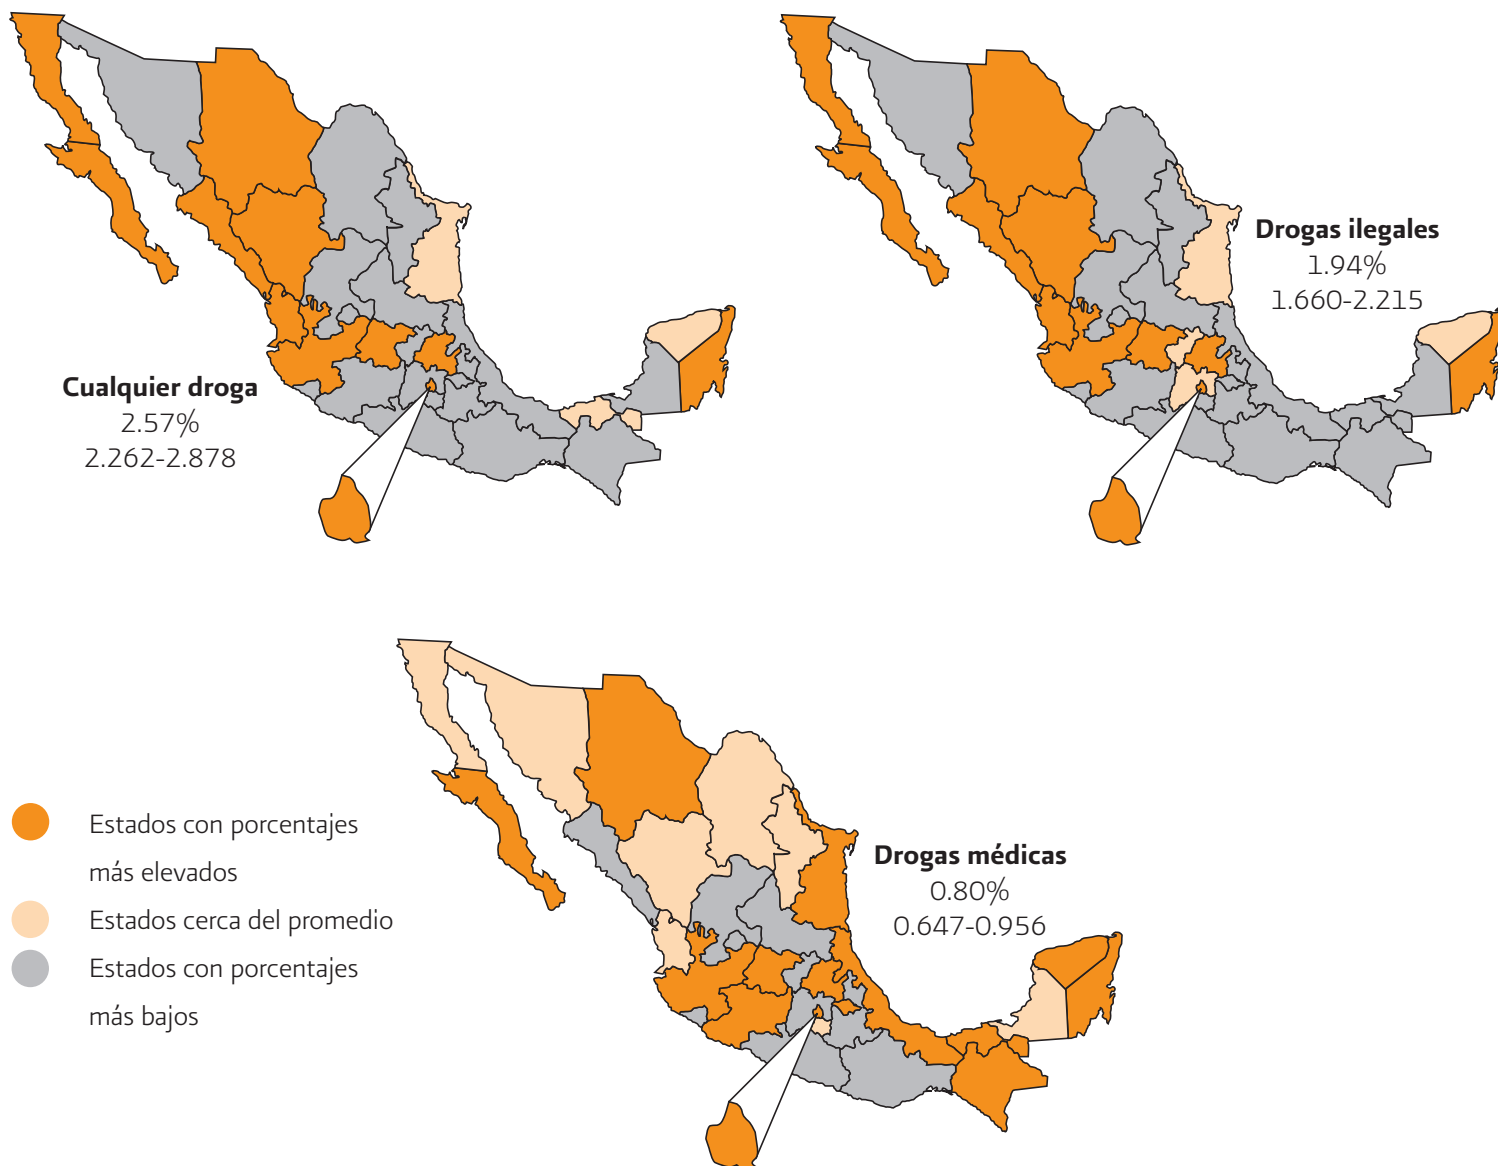 Cualquier droga
2.57%
2.262-2.878
Drogas ilegales
1.94%
1.660-2.215
Drogas médicas
0.80%
0.647-0.956
Estados con porcentajes
más elevados
Estados cerca del promedio
Estados con porcentajes
más bajos